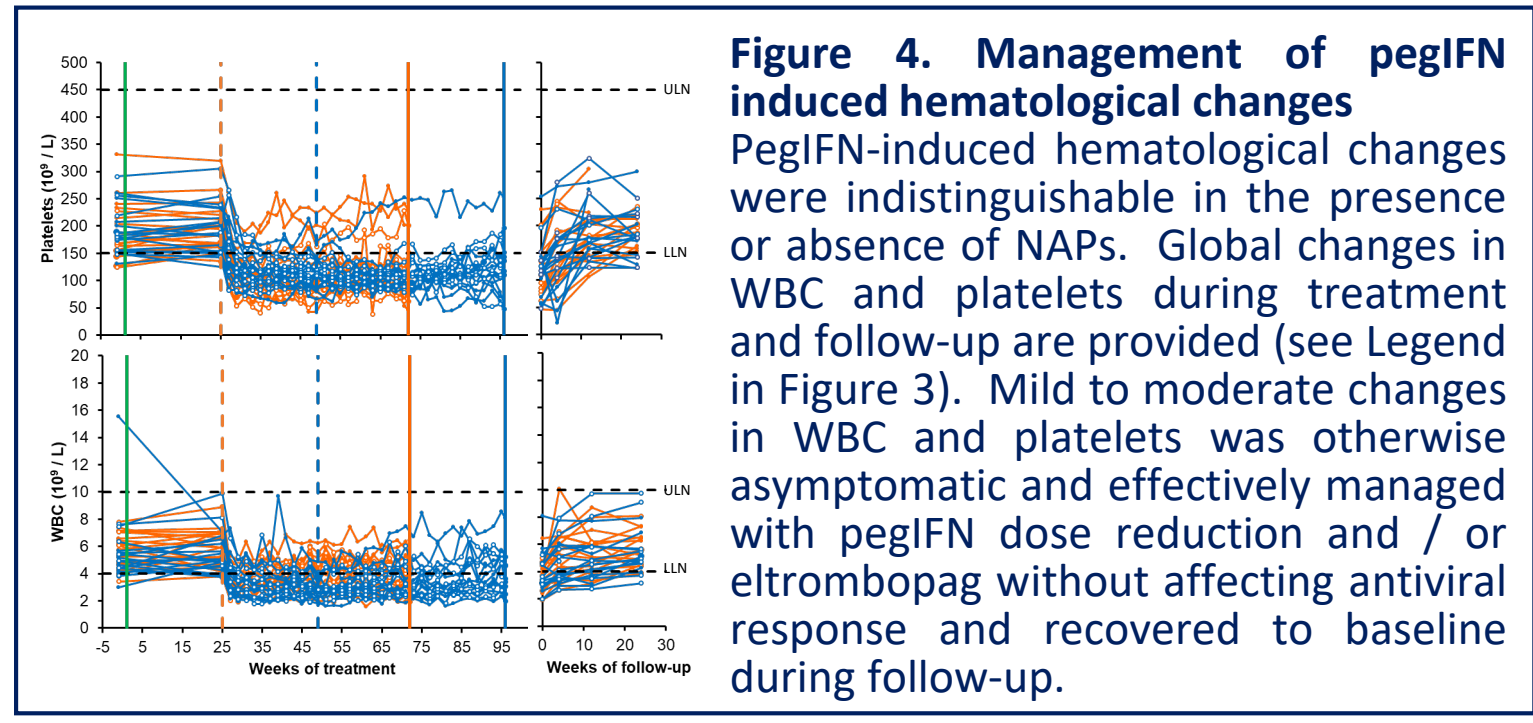 500
450
400
350
300
250
200
150
100
50
0
Platelets (10⁹ / L)
ULN
LLN
20
18
16
14
12
10
8
6
4
2
0
WBC (10⁹ / L)
ULN
LLN
-5 5 15 25 35 45 55 65 75 85 95
Weeks of treatment
0 10 20 30
Weeks of follow-up
Figure 4. Management of pegIFN
induced hematological changes
PegIFN-induced hematological changes
were indistinguishable in the presence
or absence of NAPs. Global changes in
WBC and platelets during treatment
and follow-up are provided (see Legend
in Figure 3). Mild to moderate changes
in WBC and platelets was otherwise
asymptomatic and effectively managed
with pegIFN dose reduction and / or
eltrombopag without affecting antiviral
response and recovered to baseline
during follow-up.